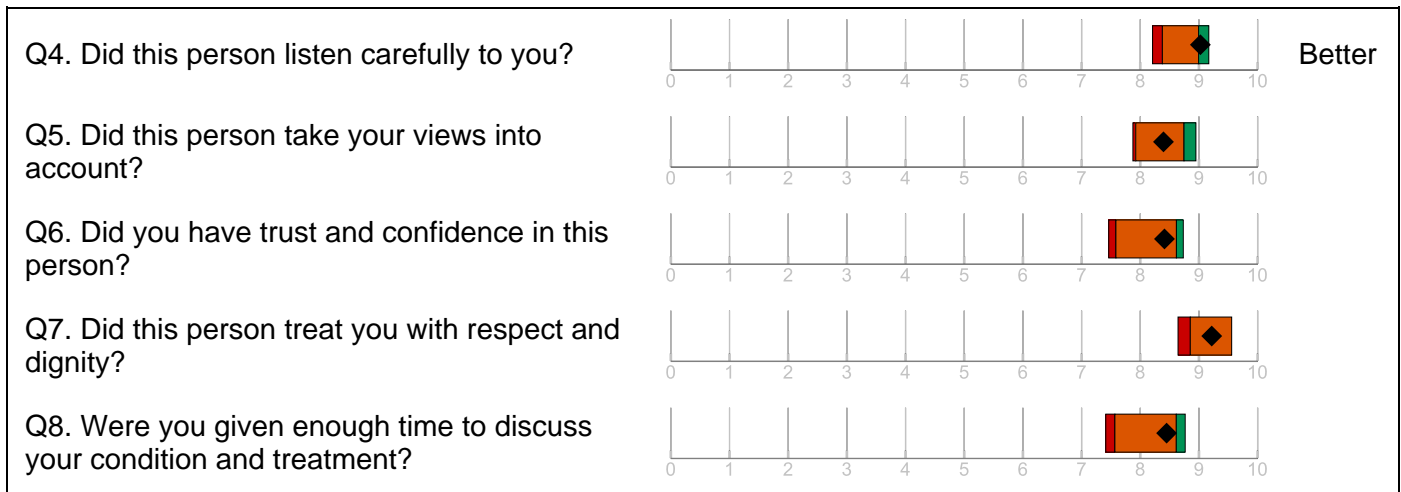 Q4. Did this person listen carefully to you?
Better
0 1 2 3 4 5 6 7 8 9 10
Q5. Did this person take your views into
account?
0 1 2 3 4 5 6 7 8 9 10
Q6. Did you have trust and confidence in this
person?
0 1 2 3 4 5 6 7 8 9 10
Q7. Did this person treat you with respect and
dignity?
0 1 2 3 4 5 6 7 8 9 10
Q8. Were you given enough time to discuss
your condition and treatment?
0 1 2 3 4 5 6 7 8 9 10